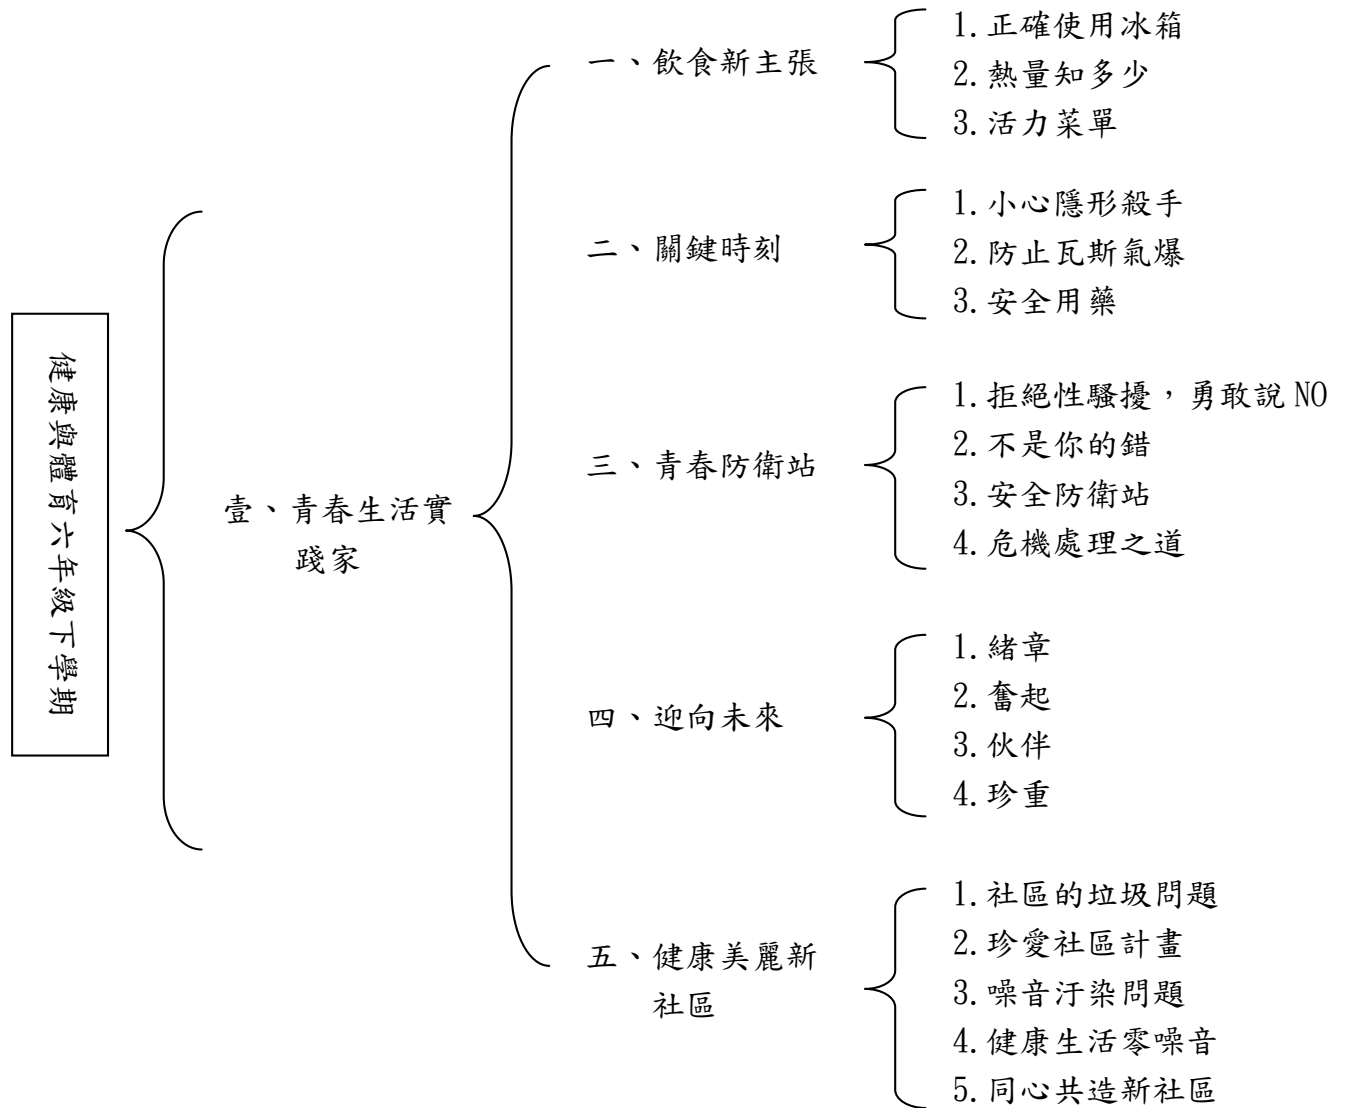 健康與體育六年級下學期
壹、青春生活實
踐家
一、飲食新主張
1.正確使用冰箱
2.熱量知多少
3.活力菜單
二、關鍵時刻
1.小心隱形殺手
2.防止瓦斯氣爆
3.安全用藥
三、青春防衛站
1.拒絕性騷擾，勇敢說 NO
2.不是你的錯
3.安全防衛站
4.危機處理之道
四、迎向未來
1.緒章
2.奮起
3.伙伴
4.珍重
五、健康美麗新
社區
1.社區的垃圾問題
2.珍愛社區計畫
3.噪音汙染問題
4.健康生活零噪音
5.同心共造新社區